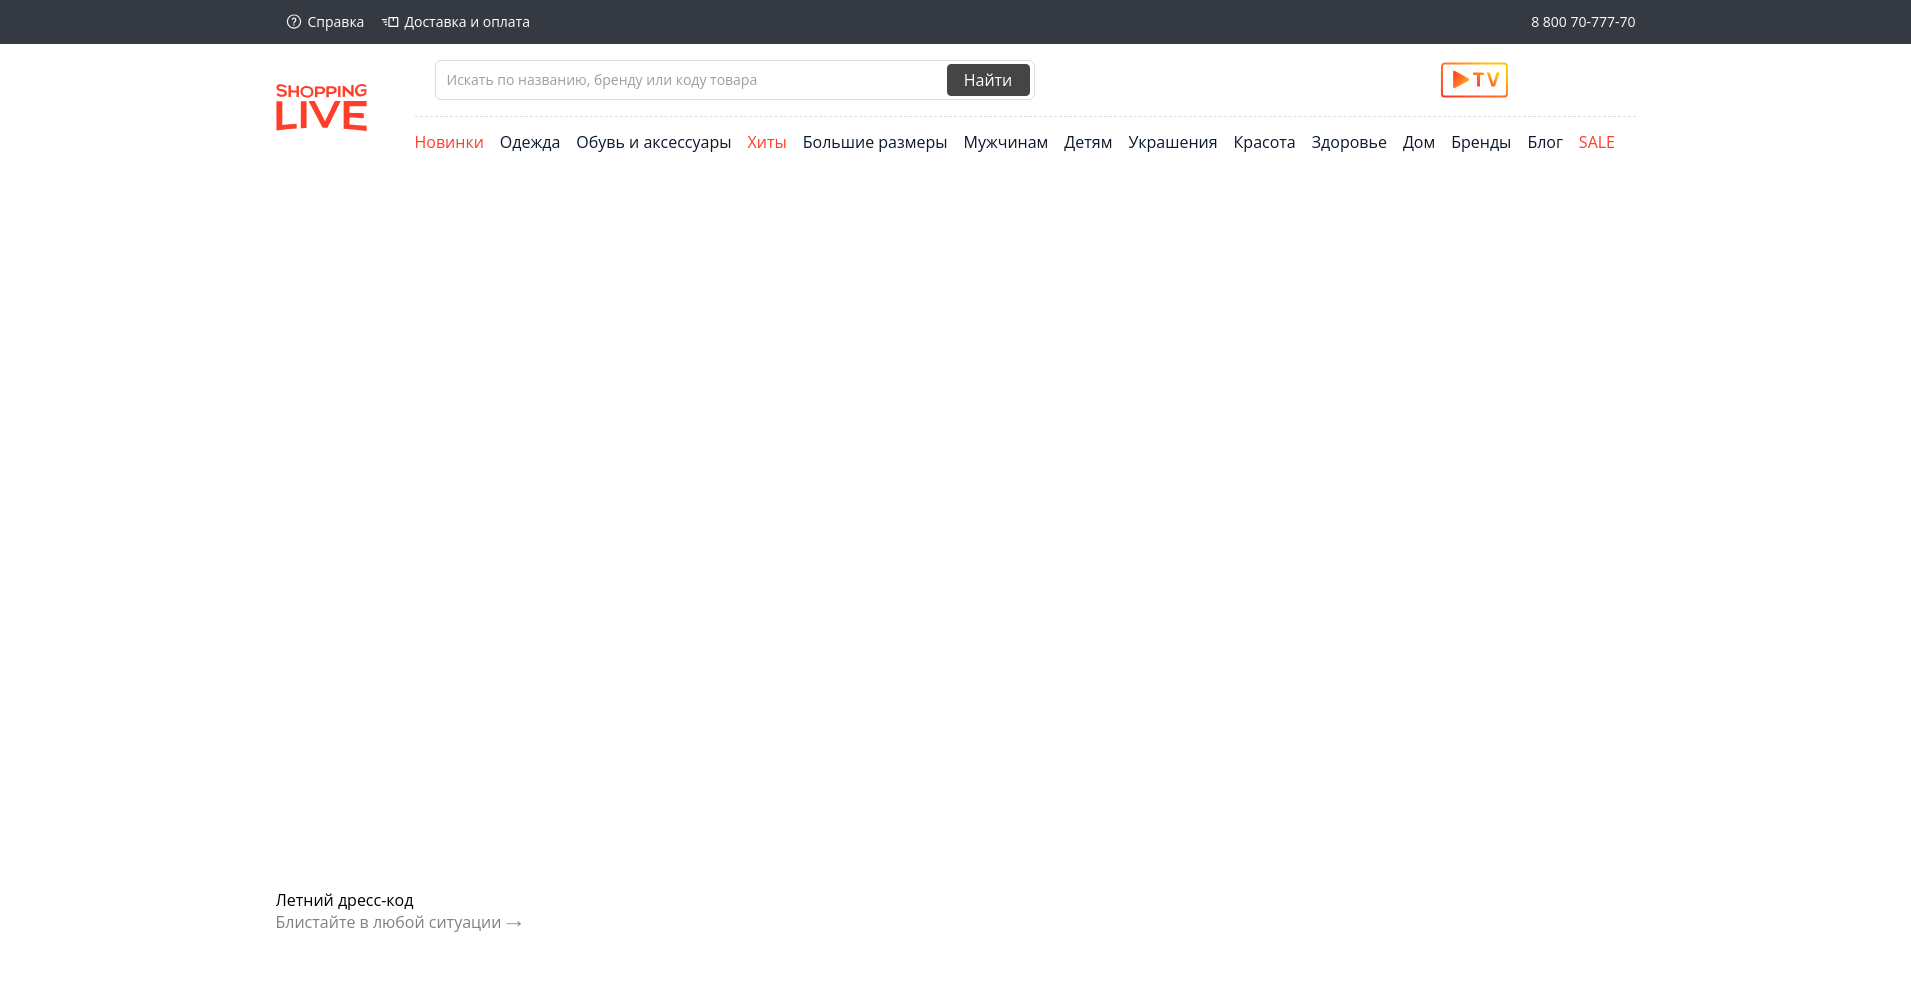 Справка Доставка и оплата 8 800 70-777-70
Искать по названию, бренду или коду товара Найти TV
SHOPPING
LIVE
Новинки Одежда Обувь и аксессуары Хиты Большие размеры Мужчинам Детям Украшения Красота Здоровье Дом Бренды Блог SALE
Летний дресс-код
Блистайте в любой ситуации →